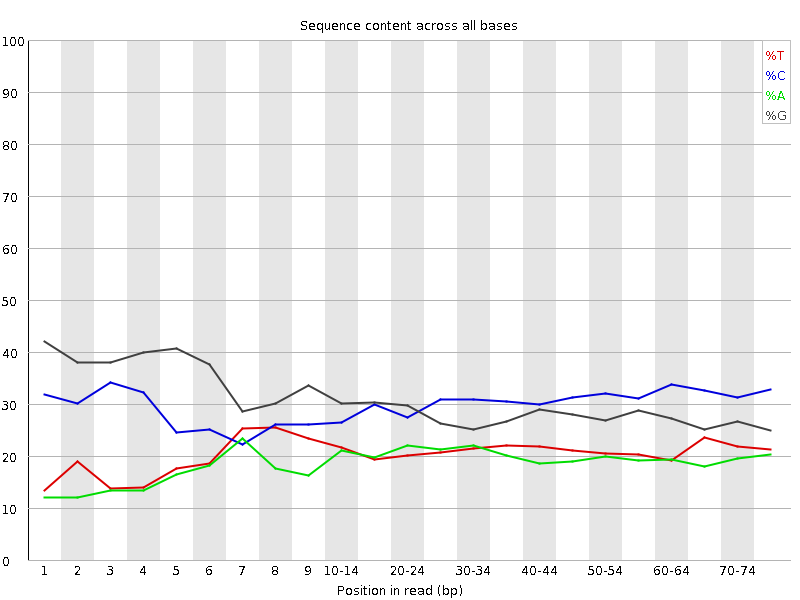 Sequence content across all bases
100
90
80
70
60
50
40
30
20
10
0
%T
%C
%A
%G
1 2 3 4 5 6 7 8 9 10-14 20-24 30-34 40-44 50-54 60-64 70-74
Position in read (bp)